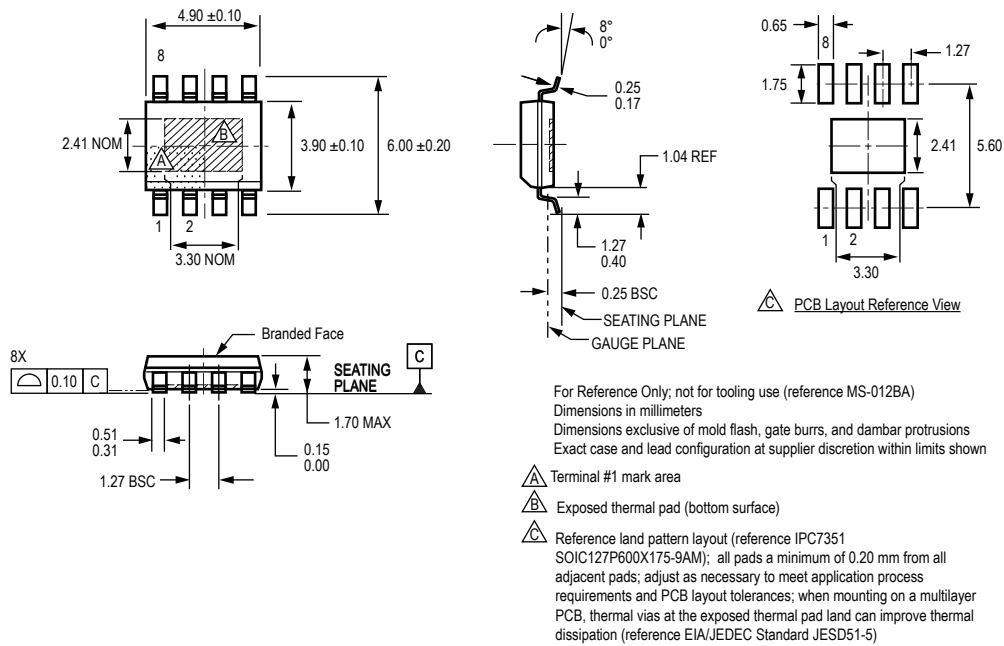 4.90 ±0.10
8
2.41 NOM
A
B
3.90 ±0.10
6.00 ±0.20
1
2
3.30 NOM
8°
0°
0.25
0.17
1.04 REF
1.27
0.40
0.25 BSC
SEATING PLANE
GAUGE PLANE
0.65
8
1.27
1.75
2.41
5.60
1
2
3.30
C PCB Layout Reference View
Branded Face
8X
0.10 C
SEATING
PLANE
C
1.70 MAX
0.51
0.31
0.15
0.00
1.27 BSC
For Reference Only; not for tooling use (reference MS-012BA)
Dimensions in millimeters
Dimensions exclusive of mold flash, gate burrs, and dambar protrusions
Exact case and lead configuration at supplier discretion within limits shown
A Terminal #1 mark area
B Exposed thermal pad (bottom surface)
C Reference land pattern layout (reference IPC7351
SOIC127P600X175-9AM); all pads a minimum of 0.20 mm from all
adjacent pads; adjust as necessary to meet application process
requirements and PCB layout tolerances; when mounting on a multilayer
PCB, thermal vias at the exposed thermal pad land can improve thermal
dissipation (reference EIA/JEDEC Standard JESD51-5)